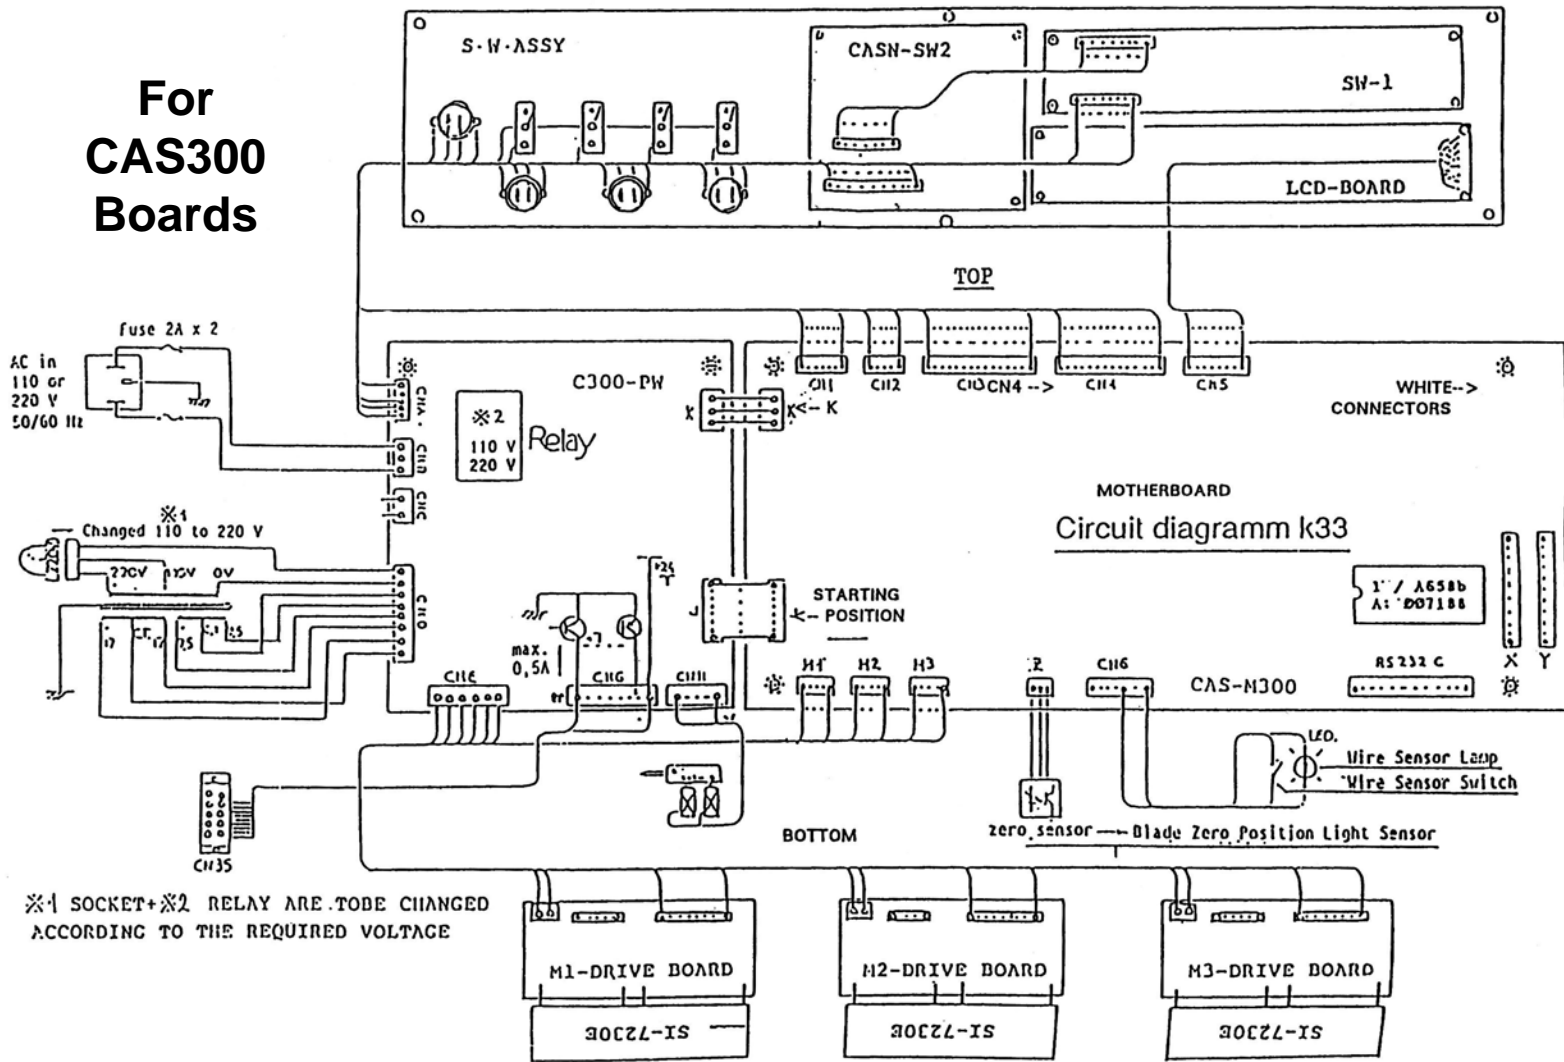 For
CAS300
Boards
S·W·ASSY
CASN-SW2
SW-1
LCD-BOARD
TOP
Fuse 2A x 2
AC in
110 or
220 V
50/60 Hz
C300-PW
※2
110 V
220 V
Relay
CN4 -->
<-- K
WHITE-->
CONNECTORS
MOTHERBOARD
Circuit diagramm k33
※1
Changed 110 to 220 V
220V
0V
STARTING
<-- POSITION
max.
0,5A
M1
M2
M3
CAS-M300
RS232 C
X
Y
LED.
Wire Sensor Lamp
Wire Sensor Switch
zero sensor
Blade Zero Position Light Sensor
BOTTOM
CN35
※1 SOCKET+※2 RELAY ARE TOBE CHANGED
ACCORDING TO THE REQUIRED VOLTAGE
M1-DRIVE BOARD
M2-DRIVE BOARD
M3-DRIVE BOARD
SI-7230E
SI-7230E
SI-7230E